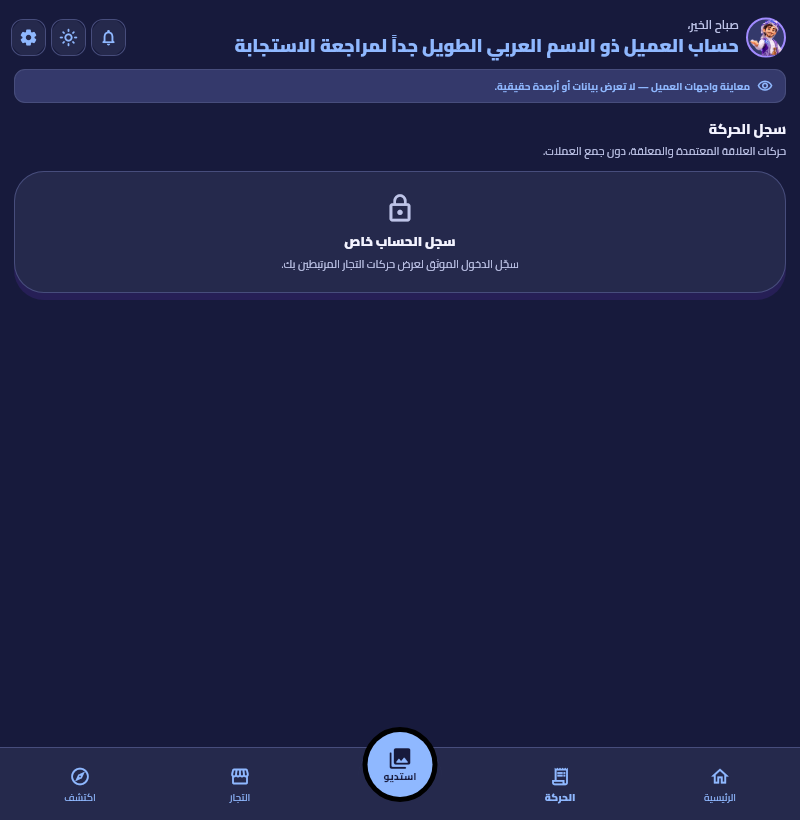 صباح الخير،
حساب العميل ذو الاسم العربي الطويل جداً لمراجعة الاستجابة
معاينة واجهات العميل — لا تعرض بيانات أو أرصدة حقيقية.
سجل الحركة
حركات العلاقة المعتمدة والمعلقة، دون جمع العملات.
سجل الحساب خاص
سجّل الدخول الموثق لعرض حركات التجار المرتبطين بك.
الرئيسية
الحركة
استديو
التجار
اكتشف